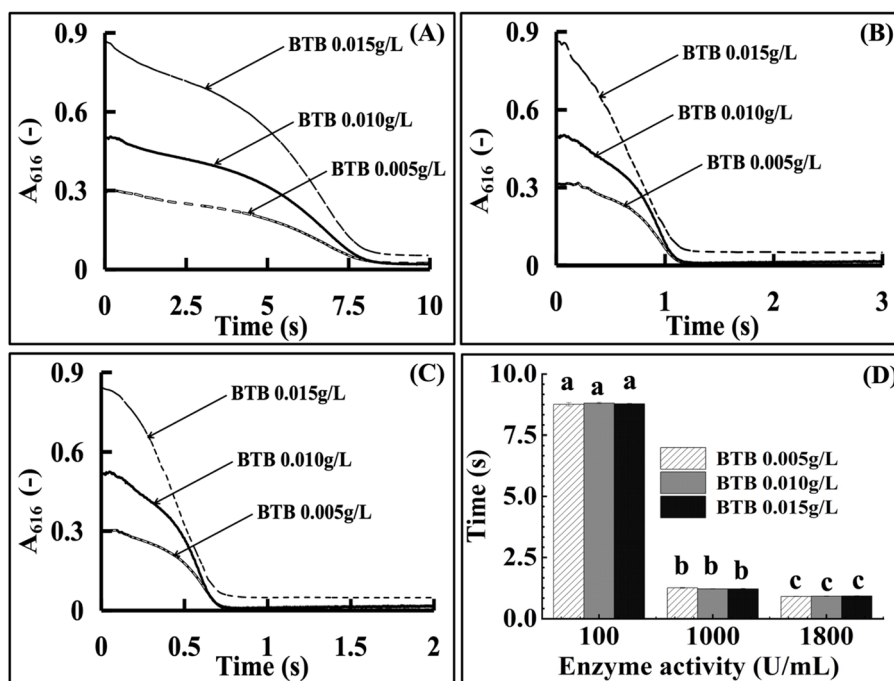 (A)
BTB 0.015g/L
BTB 0.010g/L
BTB 0.005g/L
A616 (-)
0.9
0.6
0.3
0
0 2.5 5 7.5 10
Time (s)
(B)
BTB 0.015g/L
BTB 0.010g/L
BTB 0.005g/L
A616 (-)
0.9
0.6
0.3
0
0 1 2 3
Time (s)
(C)
BTB 0.015g/L
BTB 0.010g/L
BTB 0.005g/L
A616 (-)
0.9
0.6
0.3
0
0 0.5 1 1.5 2
Time (s)
(D)
a a a
b b b
c c c
BTB 0.005g/L
BTB 0.010g/L
BTB 0.015g/L
Time (s)
10.0
7.5
5.0
2.5
0.0
100 1000 1800
Enzyme activity (U/mL)